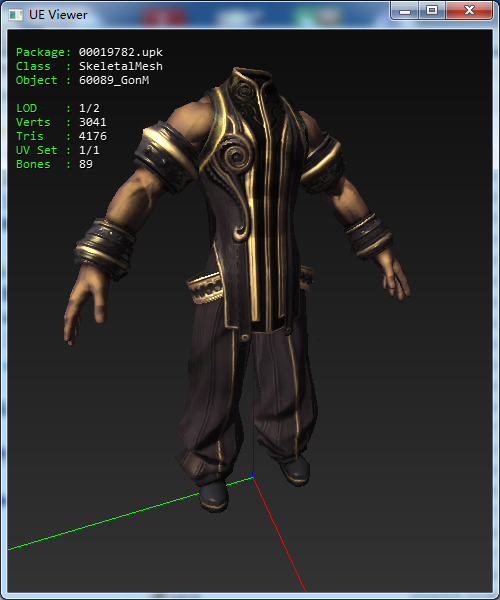 UE Viewer
Package: 00019782.upk
Class : SkeletalMesh
Object : 60089_GonM
LOD : 1/2
Verts : 3041
Tris : 4176
UV Set : 1/1
Bones : 89